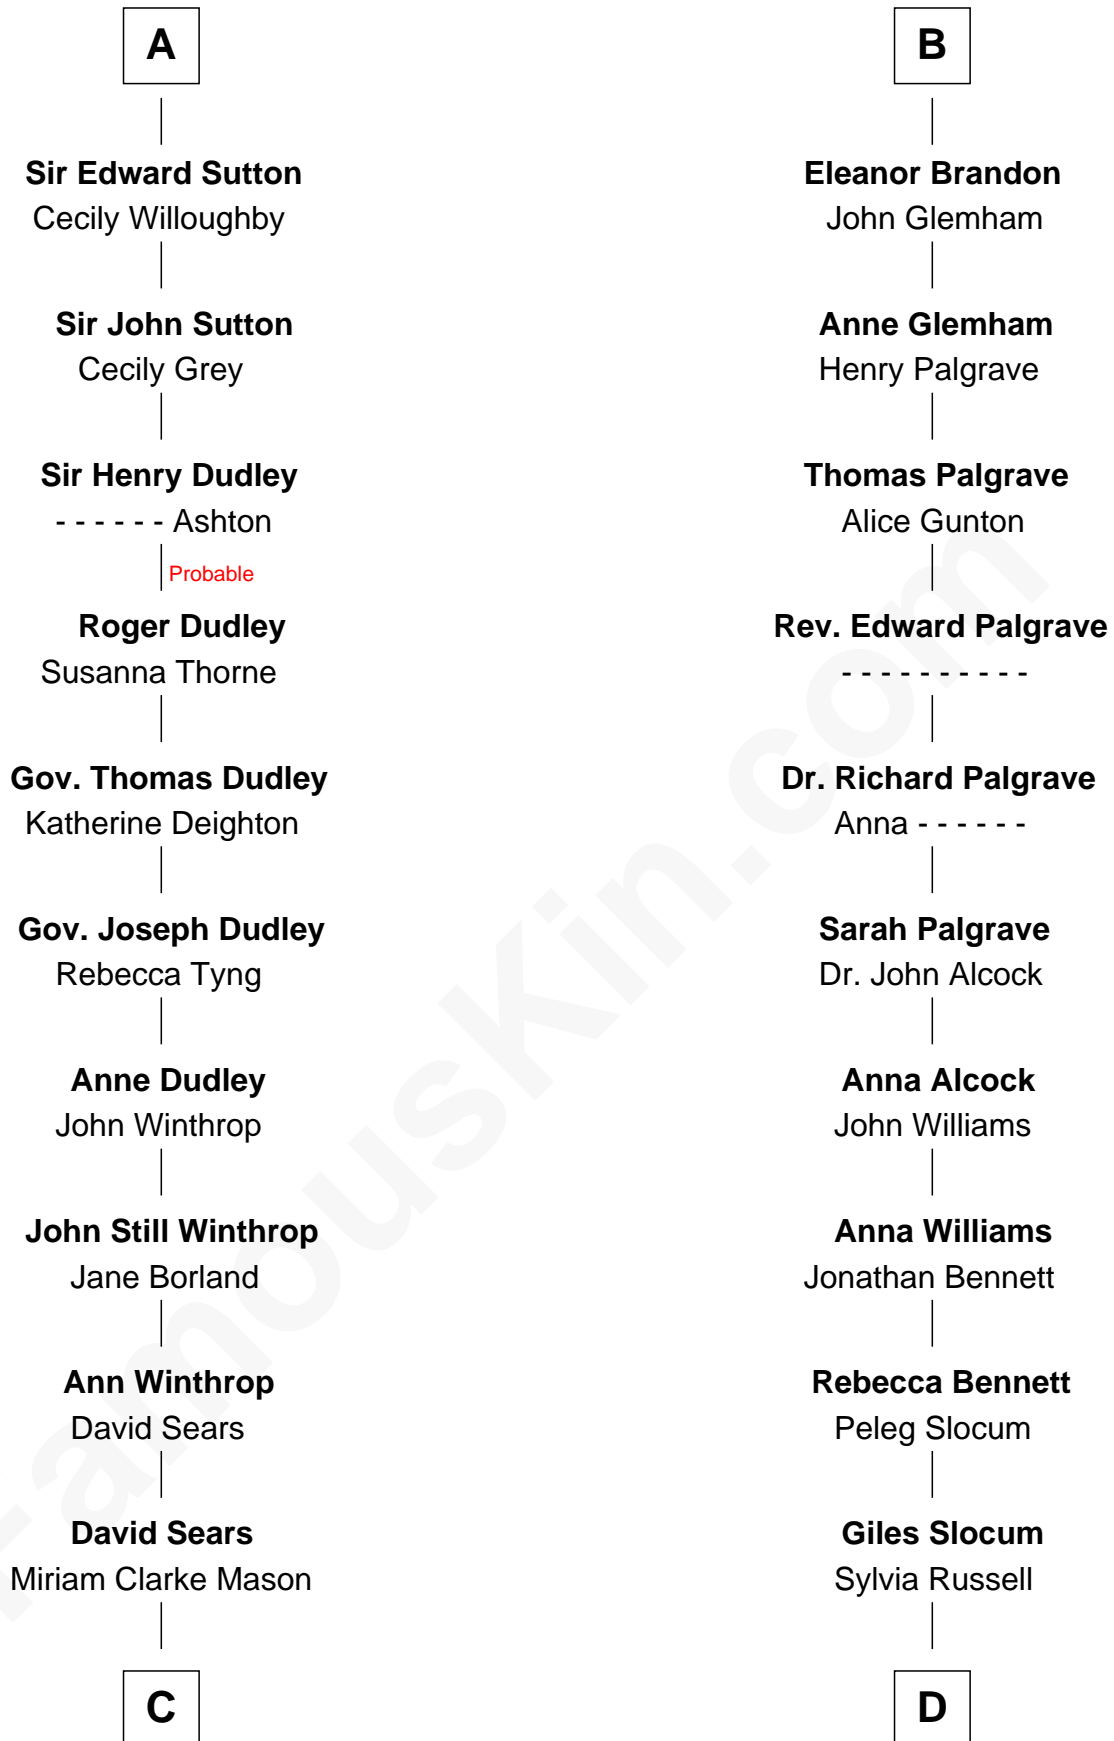 A
Sir Edward Sutton
Cecily Willoughby
Sir John Sutton
Cecily Grey
Sir Henry Dudley
- - - - - - Ashton
Probable
Roger Dudley
Susanna Thorne
Gov. Thomas Dudley
Katherine Deighton
Gov. Joseph Dudley
Rebecca Tyng
Anne Dudley
John Winthrop
John Still Winthrop
Jane Borland
Ann Winthrop
David Sears
David Sears
Miriam Clarke Mason
C
B
Eleanor Brandon
John Glemham
Anne Glemham
Henry Palgrave
Thomas Palgrave
Alice Gunton
Rev. Edward Palgrave
- - - - - - - - - -
Dr. Richard Palgrave
Anna - - - - - -
Sarah Palgrave
Dr. John Alcock
Anna Alcock
John Williams
Anna Williams
Jonathan Bennett
Rebecca Bennett
Peleg Slocum
Giles Slocum
Sylvia Russell
D
FamousKin.com